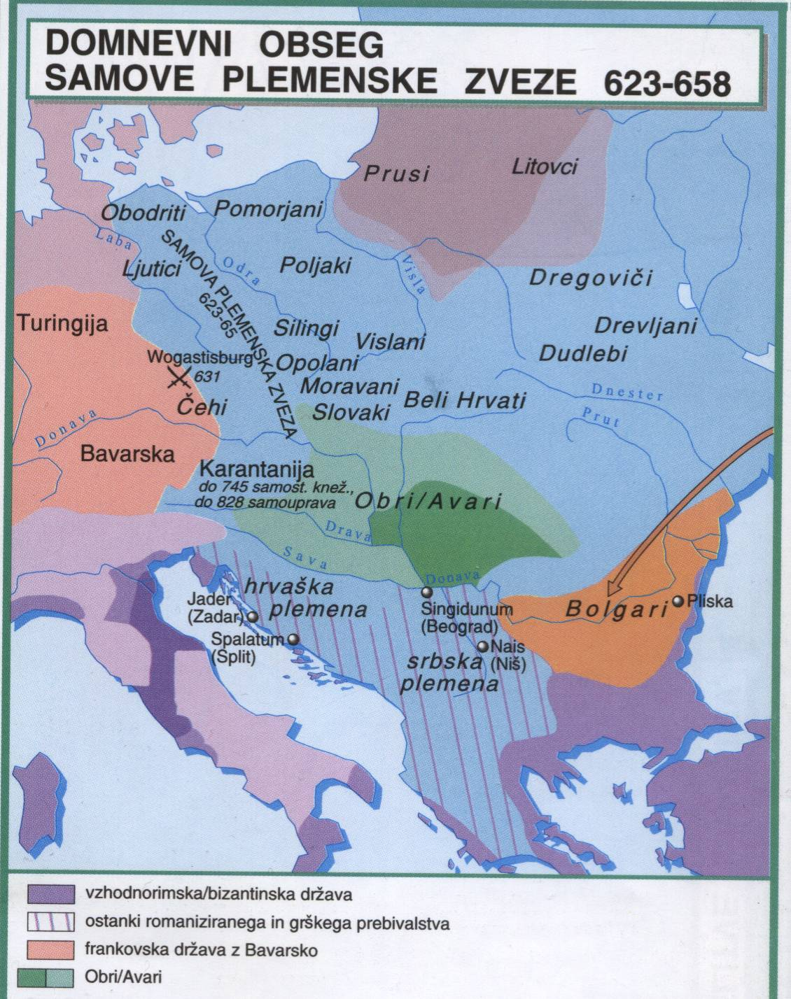 DOMNEVNI OBSEG
SAMOVE PLEMENSKE ZVEZE 623-658
Prusi
Litovci
Obodriti
Pomorjani
Laba
SAMOVA PLEMENSKA ZVEZA
623-65
Ljutici
Odra
Poljaki
Visla
Dregoviči
Turingija
Silingi
Vislani
Drevljani
Dudlebi
Wogastisburg
631
Opolani
Moravani
Čehi
Slovaki
Beli Hrvati
Dnester
Prut
Donava
Bavarska
Karantanija
do 745 samost. knež.,
do 828 samouprava
Obri/Avari
Drava
Sava
Donava
hrvaška
plemena
Jader
(Zadar)
Singidunum
(Beograd)
Bolgari
Pliska
Spalatum
(Split)
Nais
(Niš)
srbska
plemena
vzhodnorimska/bizantinska država
ostanki romaniziranega in grškega prebivalstva
frankovska država z Bavarsko
Obri/Avari